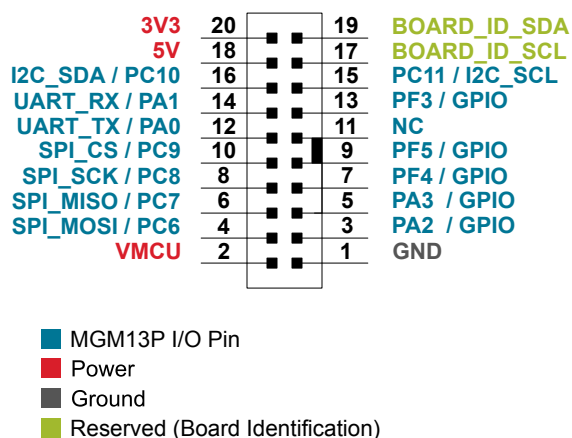 3V3 20 19 BOARD_ID_SDA
5V 18 17 BOARD_ID_SCL
I2C_SDA / PC10 16 15 PC11 / I2C_SCL
UART_RX / PA1 14 13 PF3 / GPIO
UART_TX / PA0 12 11 NC
SPI_CS / PC9 10 9 PF5 / GPIO
SPI_SCK / PC8 8 7 PF4 / GPIO
SPI_MISO / PC7 6 5 PA3 / GPIO
SPI_MOSI / PC6 4 3 PA2 / GPIO
VMCU 2 1 GND
MGM13P I/O Pin
Power
Ground
Reserved (Board Identification)